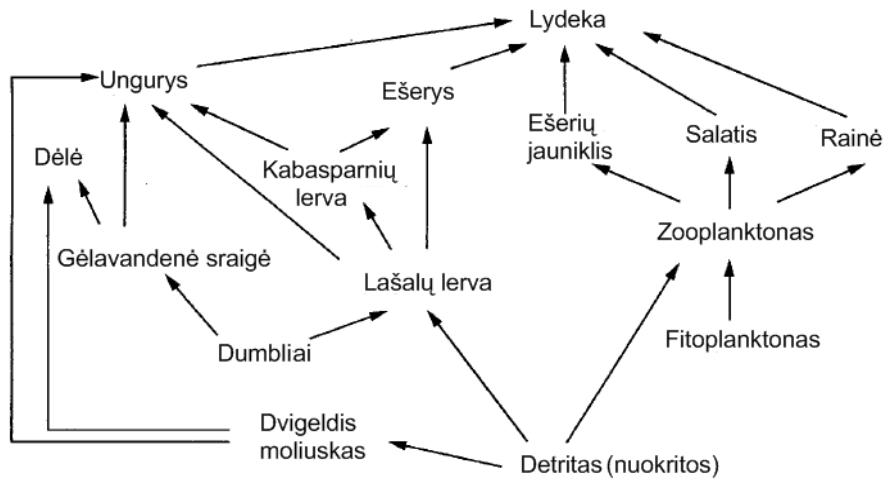 Lydeka
Ungurys
Ešerys
Ešerių
jauniklis
Salatis
Rainė
Dėlė
Kabasparnių
lerva
Gėlavandenė sraigė
Zooplanktonas
Lašalų lerva
Dumbliai
Fitoplanktonas
Dvigeldis
moliuskas
Detritas (nuokritos)